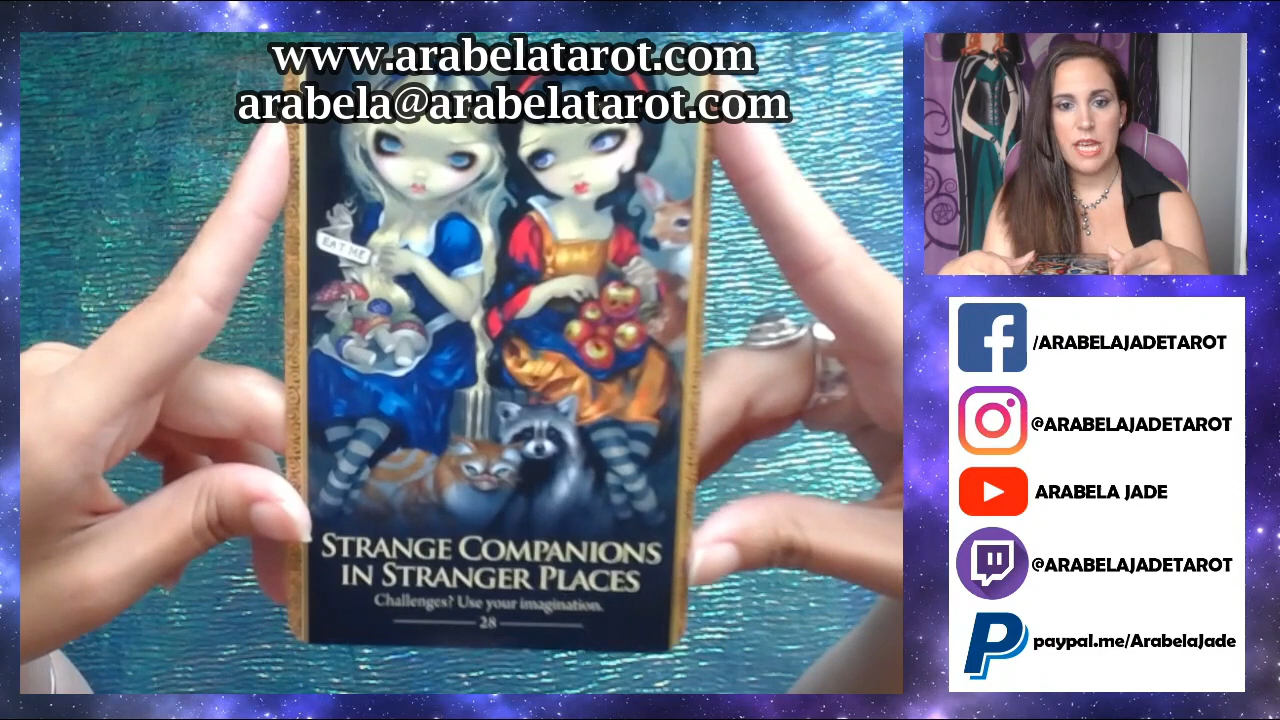 www.arabelatarot.com
arabela@arabelatarot.com
EAT ME
STRANGE COMPANIONS
IN STRANGER PLACES
Challenges? Use your imagination.
28
/ARABELAJADETAROT
@ARABELAJADETAROT
ARABELA JADE
@ARABELAJADETAROT
paypal.me/ArabelaJade